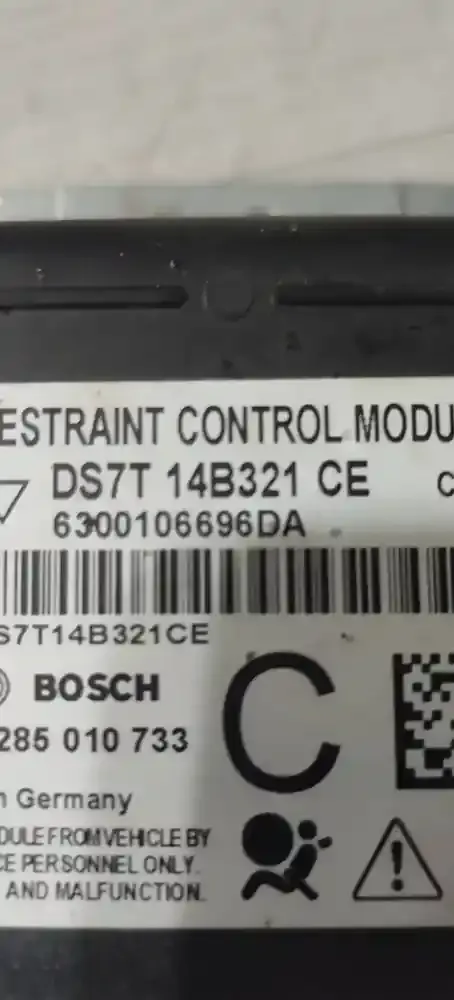 ESTRAINT CONTROL MODU
DS7T 14B321 CE C
6300106696DA
S7T14B321CE
BOSCH
C
285 010 733
n Germany
DULE FROM VEHICLE BY
CE PERSONNEL ONLY.
AND MALFUNCTION.